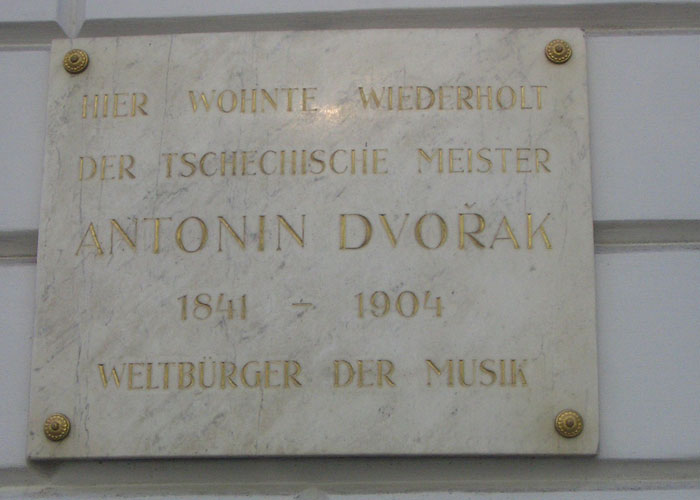 HIER WOHNTE WIEDERHOLT
DER TSCHECHISCHE MEISTER
ANTONIN DVOŘAK
1841 - 1904
WELTBÜRGER DER MUSIK